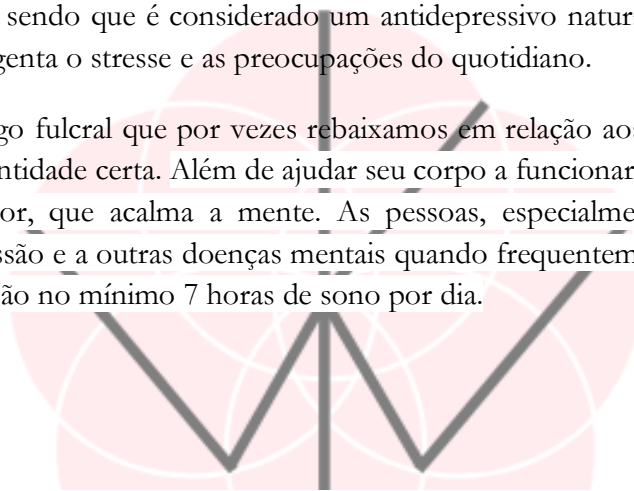 sendo que é considerado um antidepressivo natur
genta o stresse e as preocupações do quotidiano.
go fulcral que por vezes rebaixamos em relação ao
ntidade certa. Além de ajudar seu corpo a funcionar
or, que acalma a mente. As pessoas, especialme
ssão e a outras doenças mentais quando frequentem
ão no mínimo 7 horas de sono por dia.